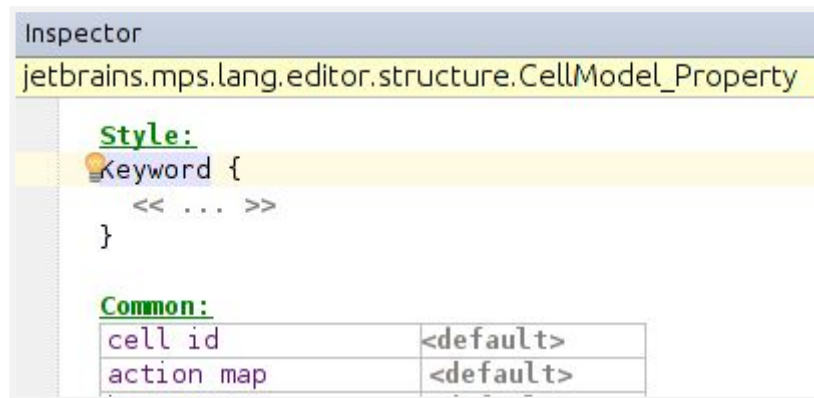 Inspector
jetbrains.mps.lang.editor.structure.CellModel_Property
Style:
Keyword {
<< ... >>
}
Common:
cell id <default>
action map <default>